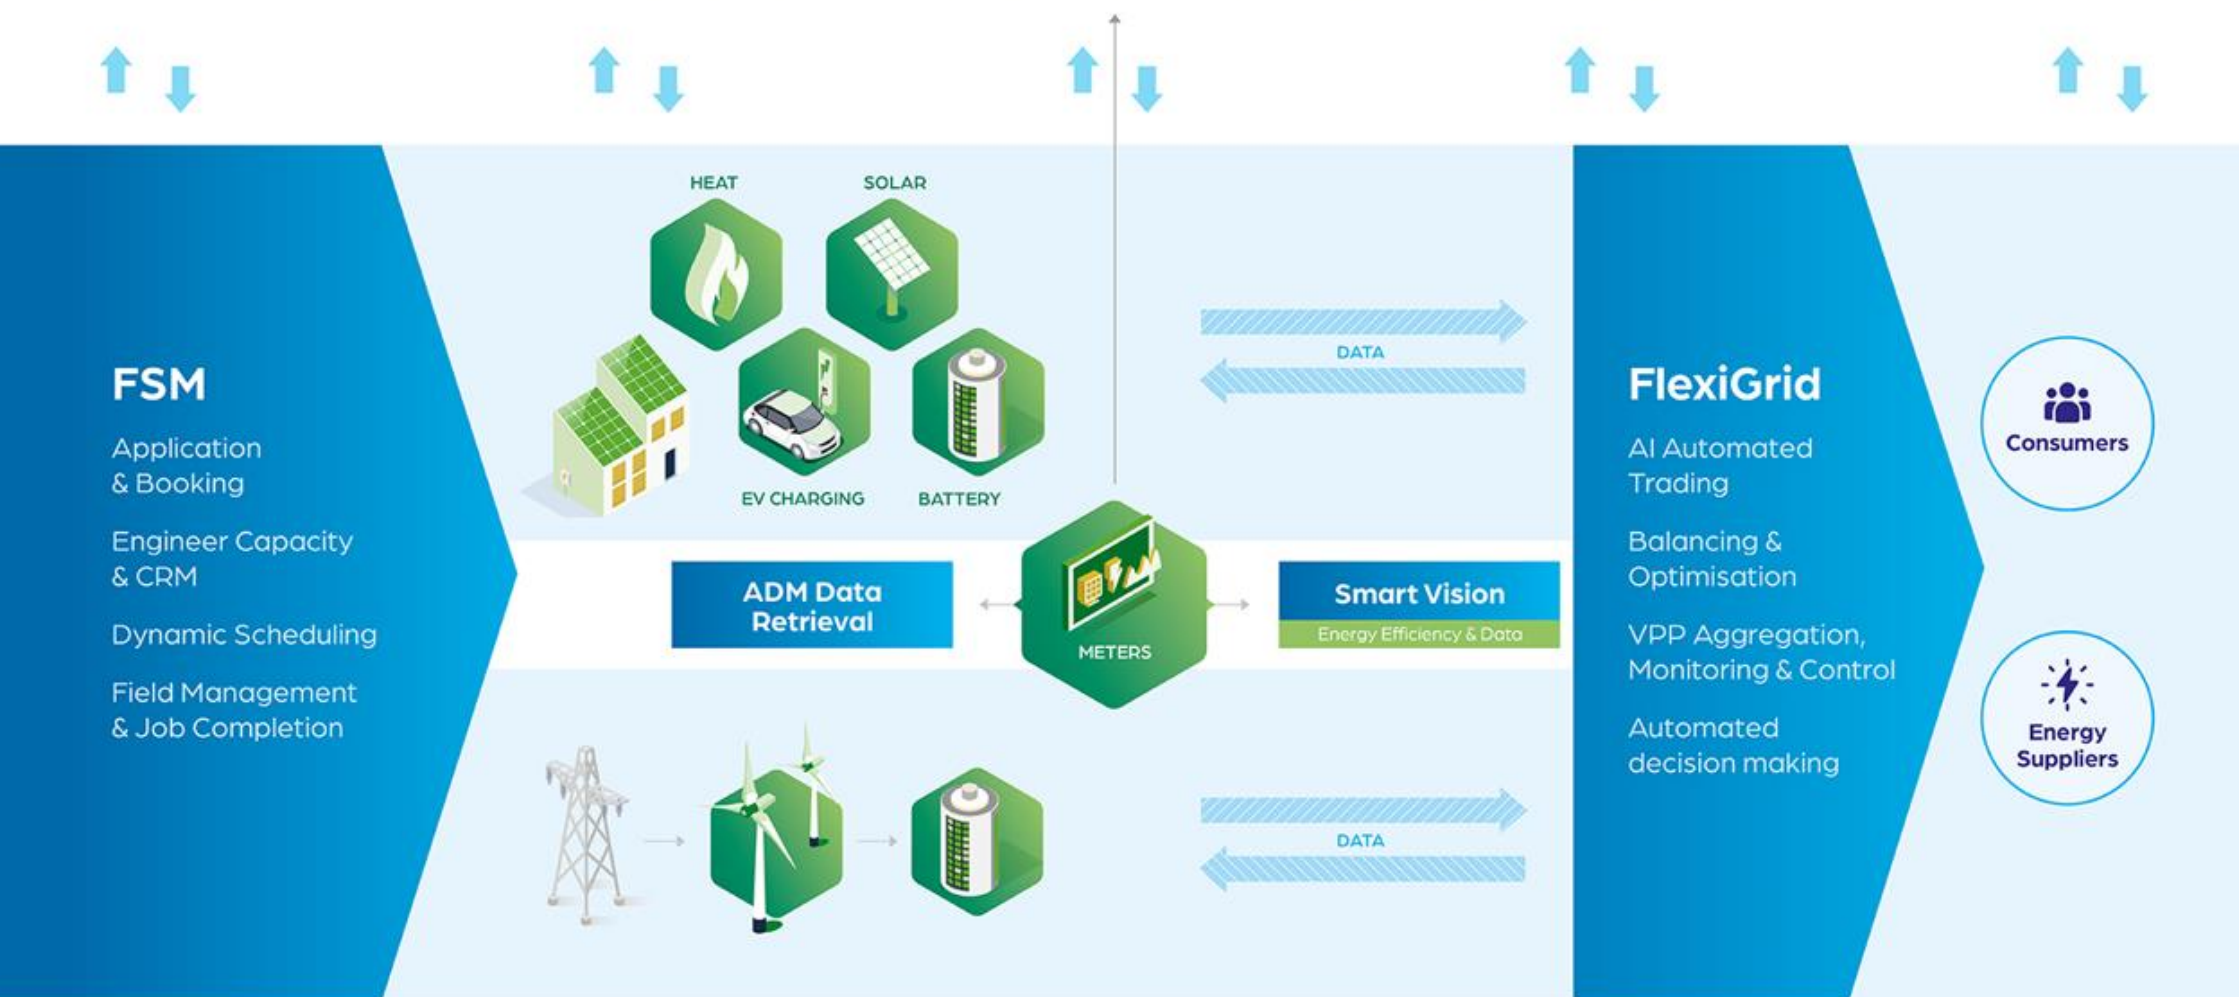 FSM
Application
& Booking
Engineer Capacity
& CRM
Dynamic Scheduling
Field Management
& Job Completion
HEAT
SOLAR
EV CHARGING
BATTERY
DATA
ADM Data
Retrieval
METERS
Smart Vision
Energy Efficiency & Data
DATA
FlexiGrid
AI Automated
Trading
Balancing &
Optimisation
VPP Aggregation,
Monitoring & Control
Automated
decision making
Consumers
Energy
Suppliers